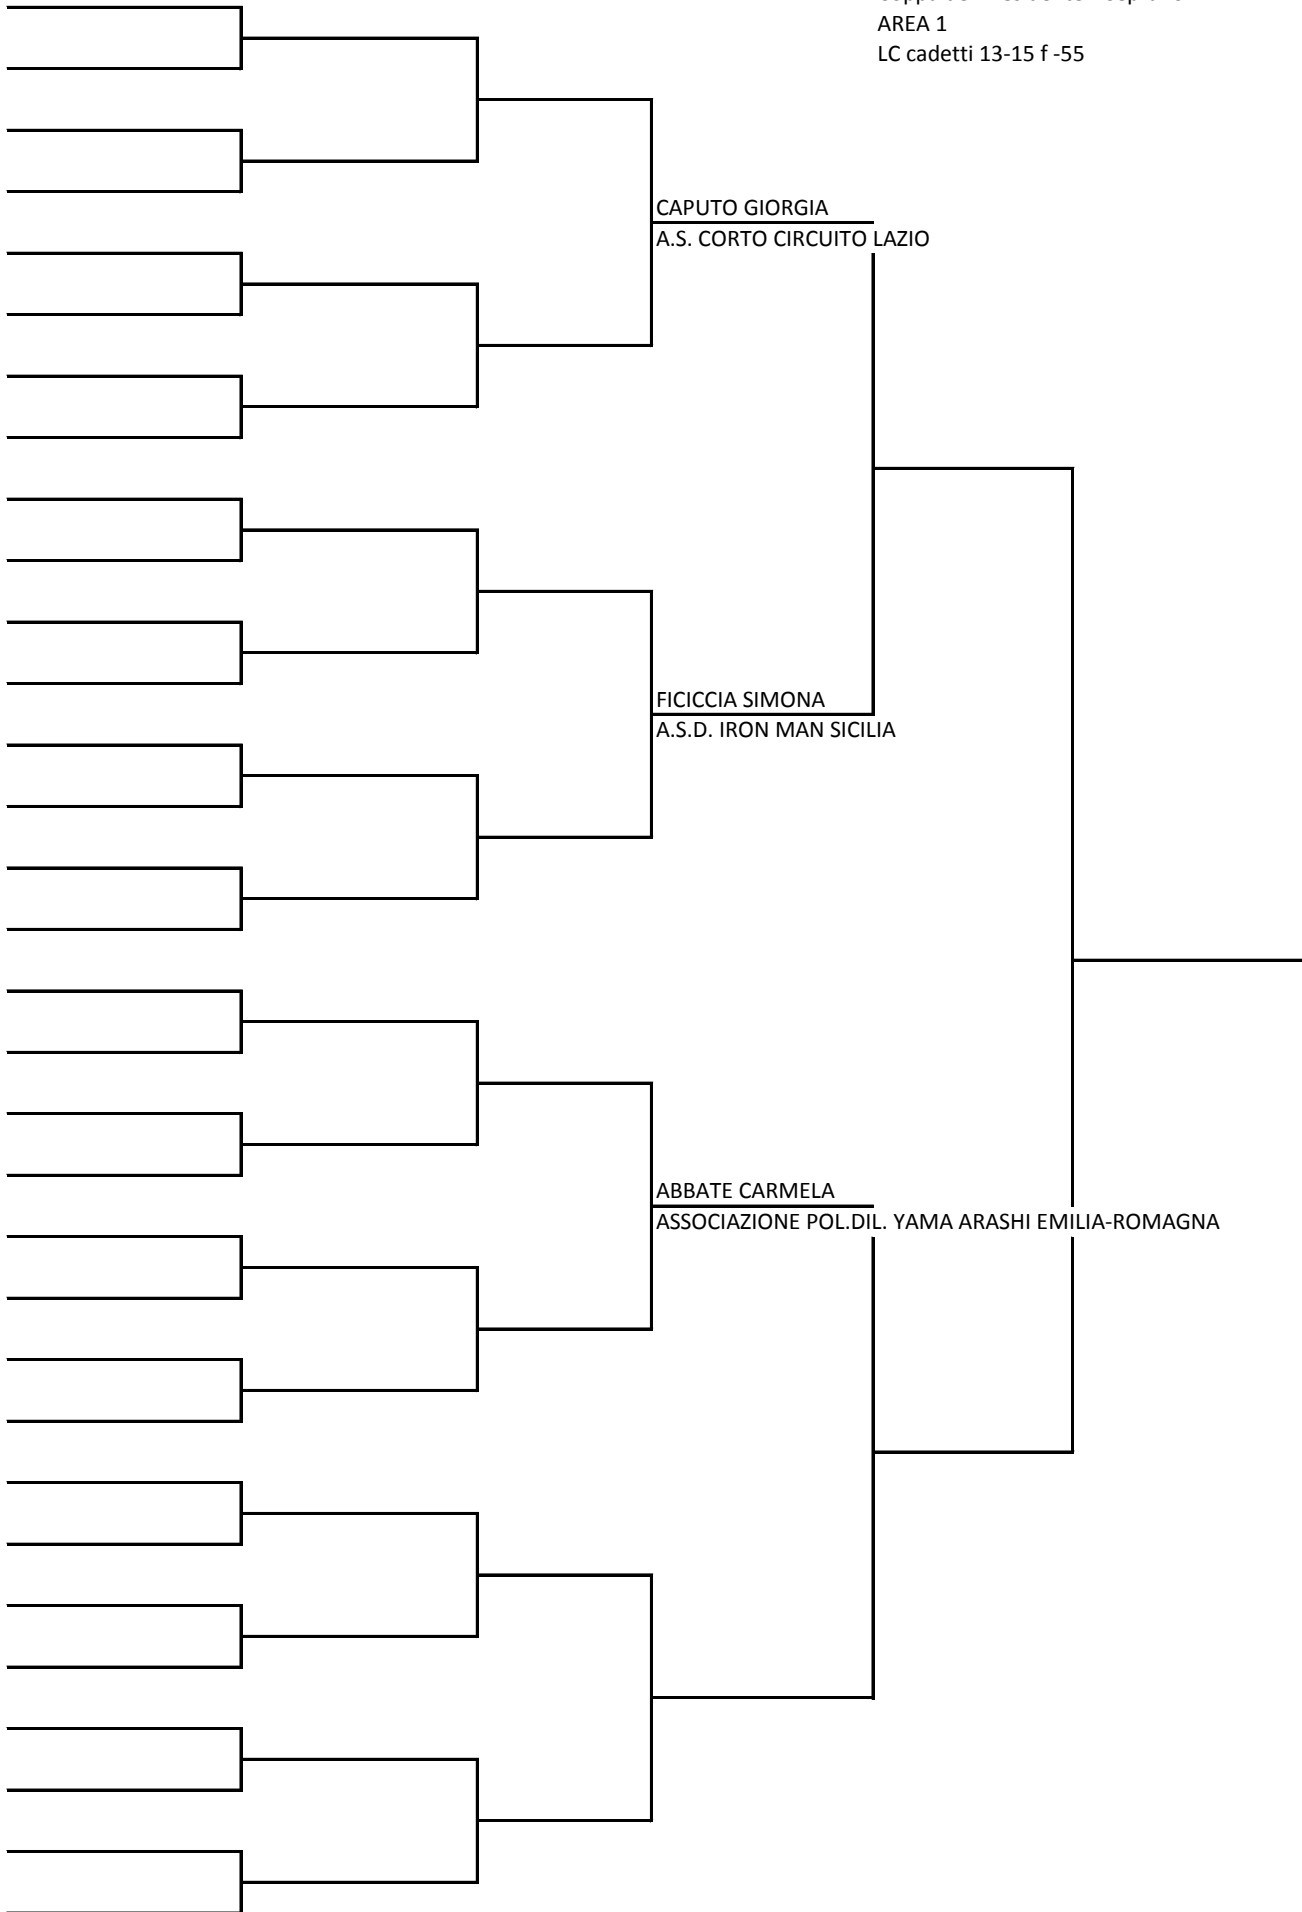 AREA 1
LC cadetti 13-15 f -55
CAPUTO GIORGIA
A.S. CORTO CIRCUITO LAZIO
FICICCIA SIMONA
A.S.D. IRON MAN SICILIA
ABBATE CARMELA
ASSOCIAZIONE POL.DIL. YAMA ARASHI EMILIA-ROMAGNA